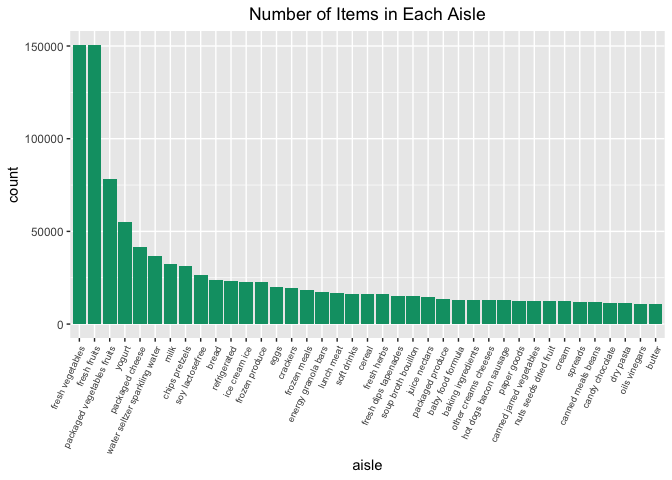 Number of Items in Each Aisle
count
150000
100000
50000
0
fresh vegetables
fresh fruits
packaged vegetables fruits
yogurt
packaged cheese
water seltzer sparkling water
milk
chips pretzels
soy lactosefree
bread
refrigerated
ice cream ice
frozen produce
eggs
crackers
frozen meals
energy granola bars
lunch meat
soft drinks
cereal
fresh herbs
fresh dips tapenades
soup broth bouillon
juice nectars
packaged produce
baby food formula
baking ingredients
other creams cheeses
hot dogs bacon sausage
paper goods
canned jarred vegetables
nuts seeds dried fruit
cream
spreads
canned meals beans
candy chocolate
dry pasta
oils vinegars
butter
aisle